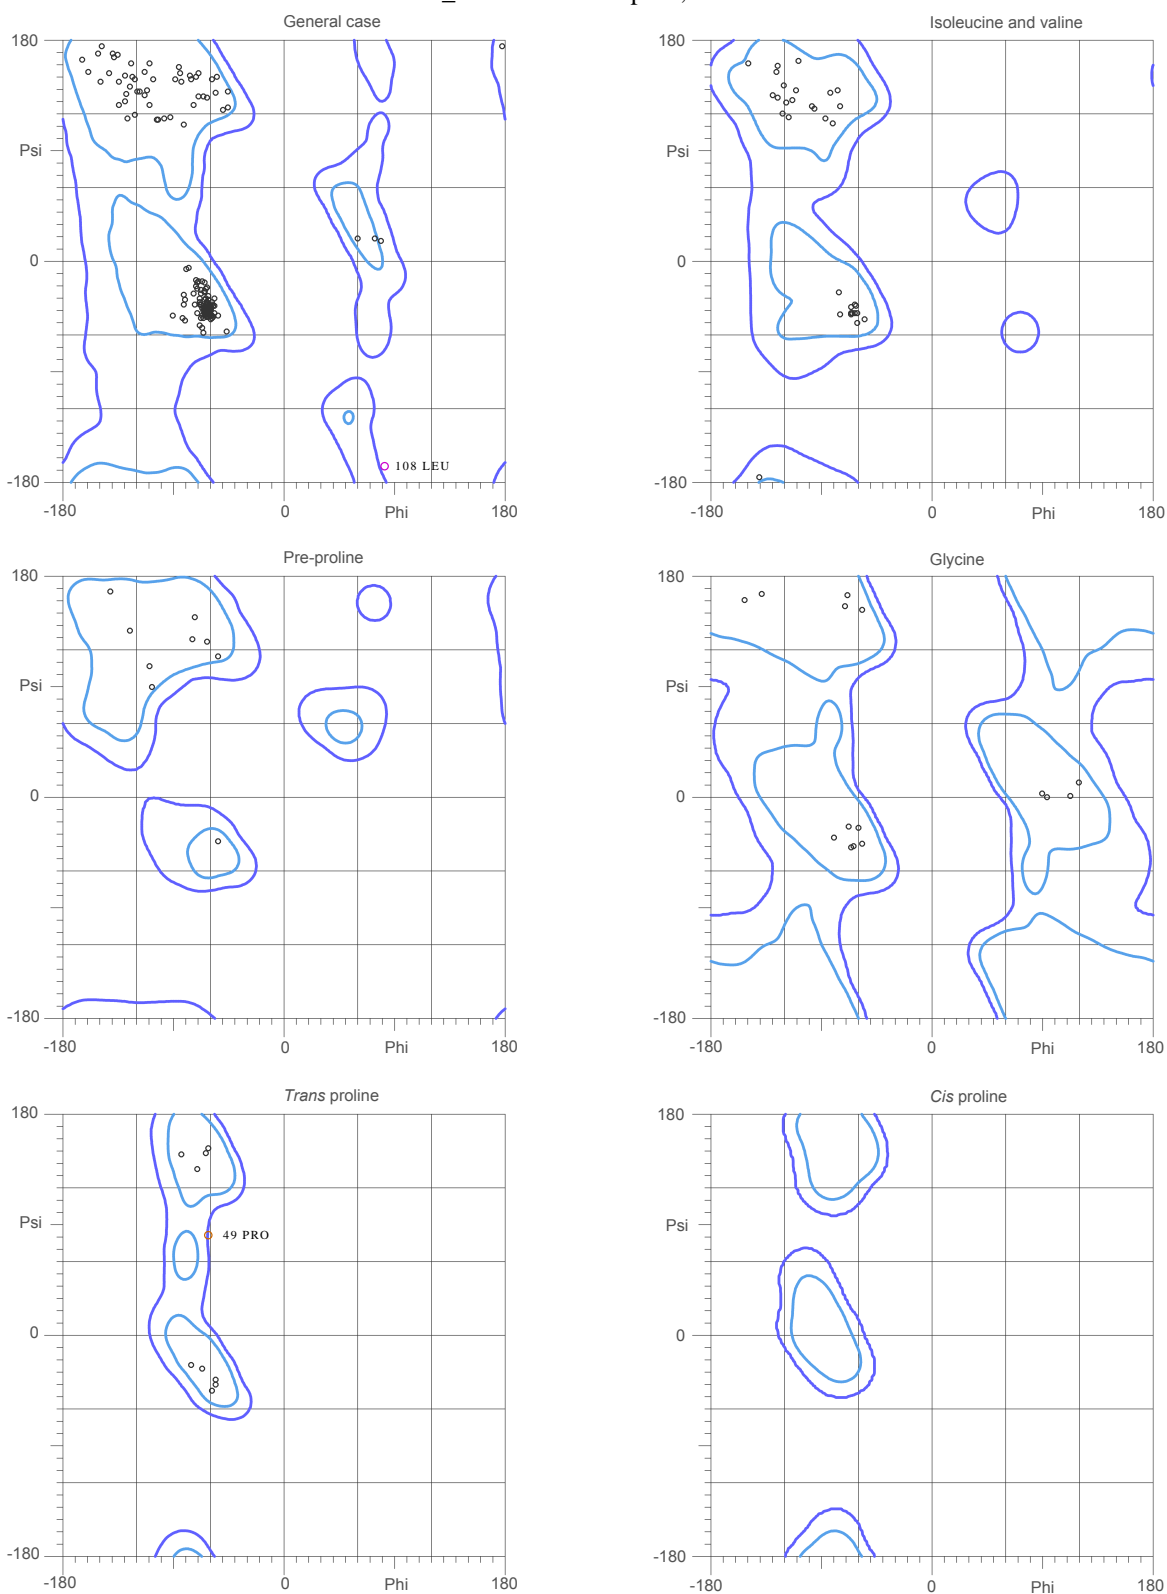 General case
Isoleucine and valine
180
Psi
0
-180
108 LEU
-180
0
Phi
180
180
Psi
0
-180
-180
0
Phi
180
Pre-proline
Glycine
180
Psi
0
-180
-180
0
Phi
180
180
Psi
0
-180
-180
0
Phi
180
Trans proline
Cis proline
180
Psi
49 PRO
0
-180
-180
0
Phi
180
180
Psi
0
-180
-180
0
Phi
180